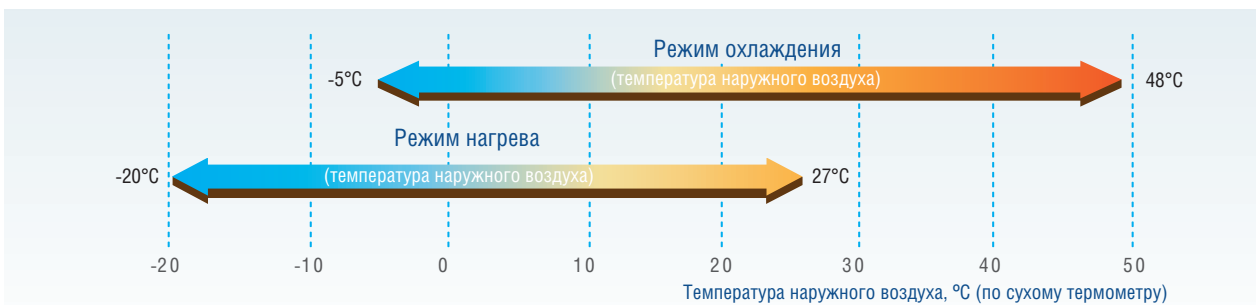 Режим охлаждения
-5°C (температура наружного воздуха) 48°C
Режим нагрева
-20°C (температура наружного воздуха) 27°C
-20 -10 0 10 20 30 40 50
Температура наружного воздуха, ºC (по сухому термометру)